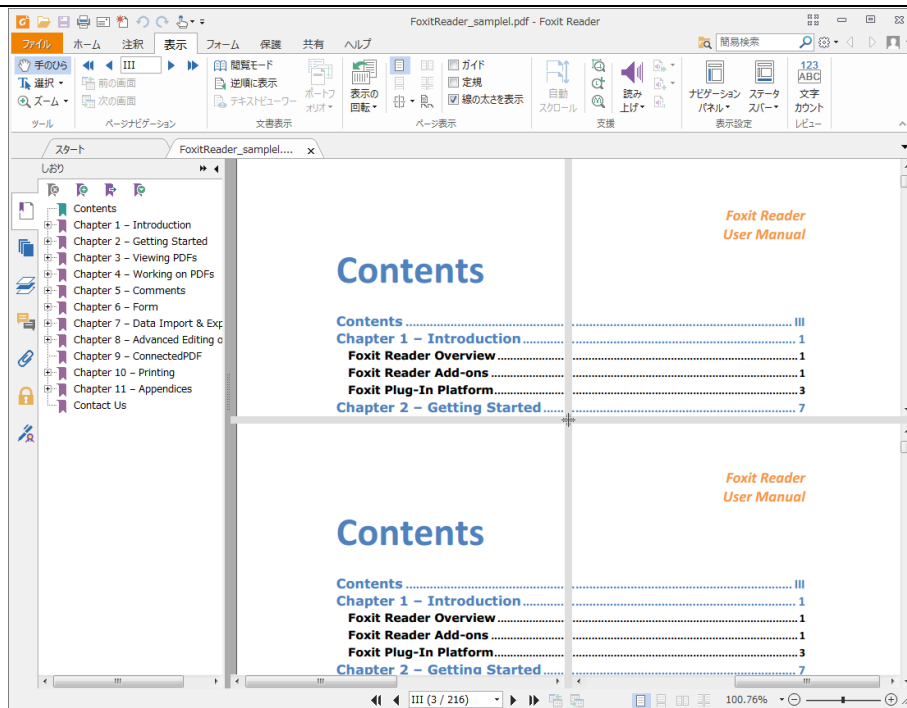 FoxitReader_samplel.pdf - Foxit Reader
ファイル ホーム 注釈 表示 フォーム 保護 共有 ヘルプ 簡易検索
手のひら III 閲覧モード ガイド 123
選択 前の画面 逆順に表示 定規 ABC
ズーム 次の画面 テキストビューワー 線の太さを表示
ポートフォリオ 表示の回転 自動スクロール 読み上げ ナビゲーションパネル ステータスバー 文字カウント
ツール ページナビゲーション 文書表示 ページ表示 支援 表示設定 レビュー
スタート FoxitReader_samplel.... x
しおり
Contents
Chapter 1 – Introduction
Chapter 2 – Getting Started
Chapter 3 – Viewing PDFs
Chapter 4 – Working on PDFs
Chapter 5 – Comments
Chapter 6 – Form
Chapter 7 – Data Import & Exp
Chapter 8 – Advanced Editing o
Chapter 9 – ConnectedPDF
Chapter 10 – Printing
Chapter 11 – Appendices
Contact Us
Foxit Reader
User Manual
Contents
Contents ........ III
Chapter 1 – Introduction ........ 1
Foxit Reader Overview ........ 1
Foxit Reader Add-ons ........ 1
Foxit Plug-In Platform ........ 3
Chapter 2 – Getting Started ........ 7
Foxit Reader
User Manual
Contents
Contents ........ III
Chapter 1 – Introduction ........ 1
Foxit Reader Overview ........ 1
Foxit Reader Add-ons ........ 1
Foxit Plug-In Platform ........ 3
Chapter 2 – Getting Started ........ 7
III (3 / 216) 100.76%